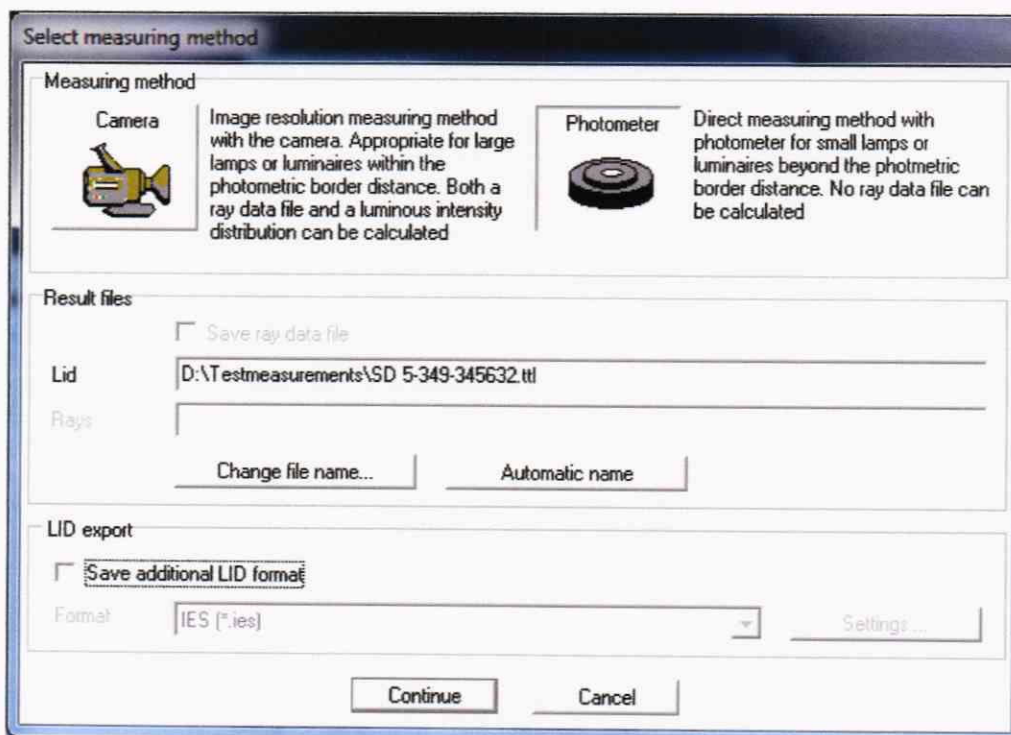 Select measuring method
Measuring method
Camera
Image resolution measuring method
with the camera. Appropriate for large
lamps or luminaires within the
photometric border distance. Both a
ray data file and a luminous intensity
distribution can be calculated
Photometer
Direct measuring method with
photometer for small lamps or
luminaires beyond the photmetric
border distance. No ray data file can
be calculated
Result files
Save ray data file
Lid
D:\Testmeasurements\SD 5-349-345632.ttl
Rays
Change file name...
Automatic name
LID export
Save additional LID format
Format
IES (*.ies)
Settings ...
Continue
Cancel